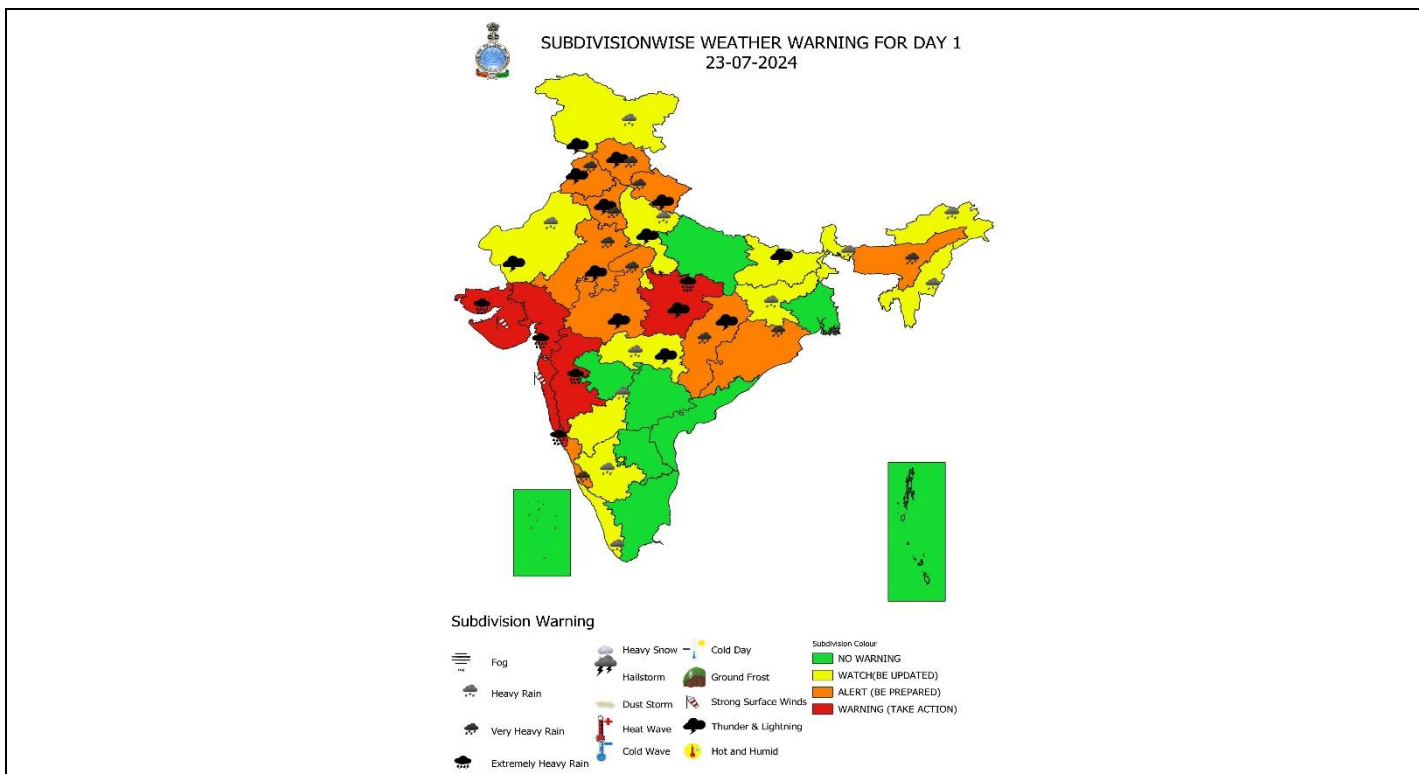 SUBDIVISIONWISE WEATHER WARNING FOR DAY 1
23-07-2024
Subdivision Warning
Fog
Heavy Rain
Very Heavy Rain
Extremely Heavy Rain
Heavy Snow
Hailstorm
Dust Storm
Heat Wave
Cold Wave
Cold Day
Ground Frost
Strong Surface Winds
Thunder & Lightning
Hot and Humid
Subdivision Colour
NO WARNING
WATCH(BE UPDATED)
ALERT (BE PREPARED)
WARNING (TAKE ACTION)